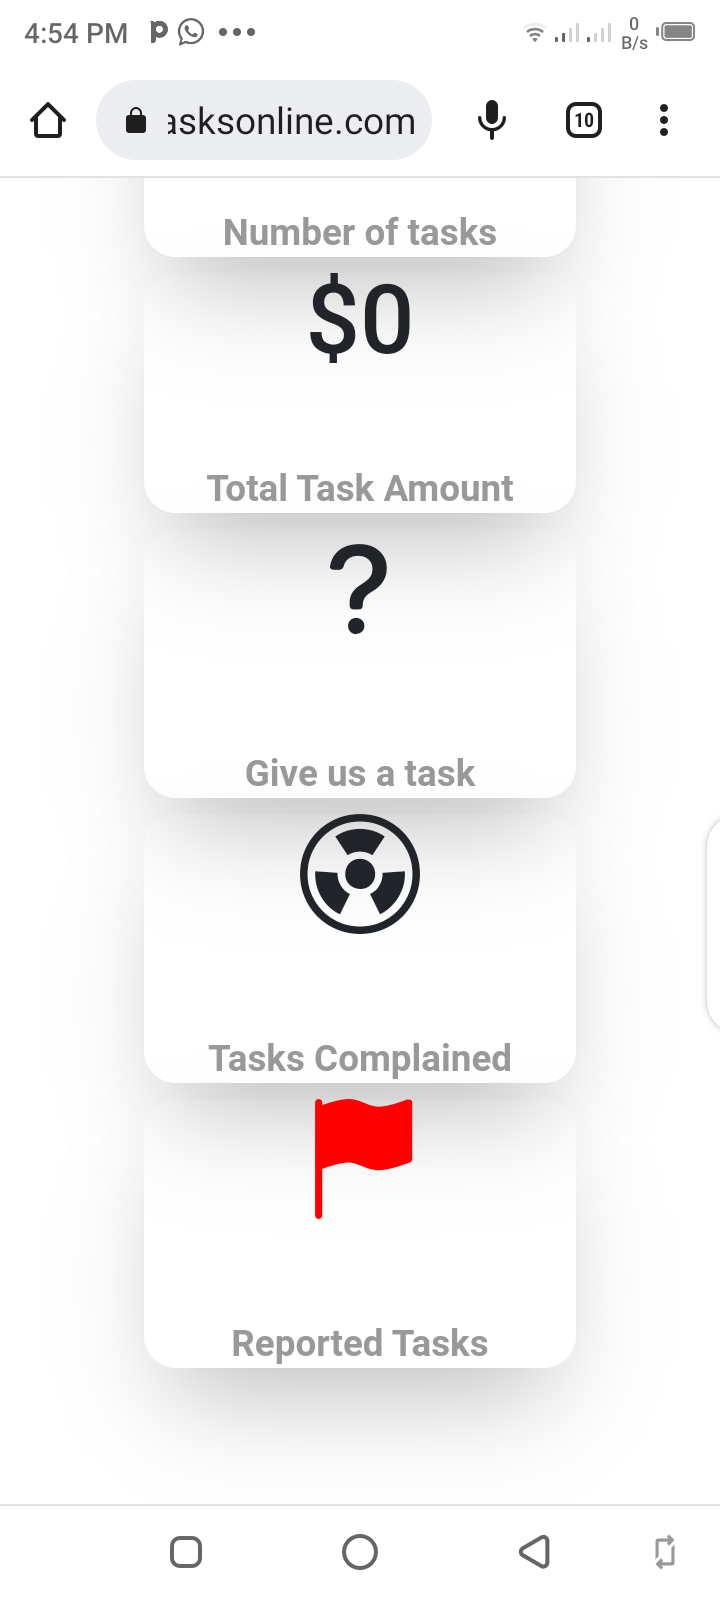 4:54 PM
0
B/s
asksonline.com
10
Number of tasks
$0
Total Task Amount
?
Give us a task
Tasks Complained
Reported Tasks